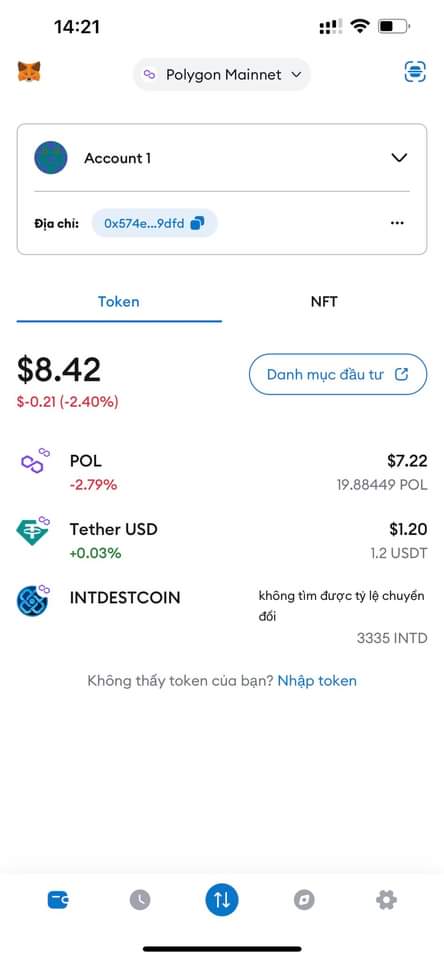 14:21
Polygon Mainnet
Account 1
Địa chỉ: 0x574e...9dfd
Token NFT
$8.42
Danh mục đầu tư
$-0.21 (-2.40%)
POL $7.22
-2.79% 19.88449 POL
Tether USD $1.20
+0.03% 1.2 USDT
INTDESTCOIN không tìm được tỷ lệ chuyển
đổi
3335 INTD
Không thấy token của bạn? Nhập token